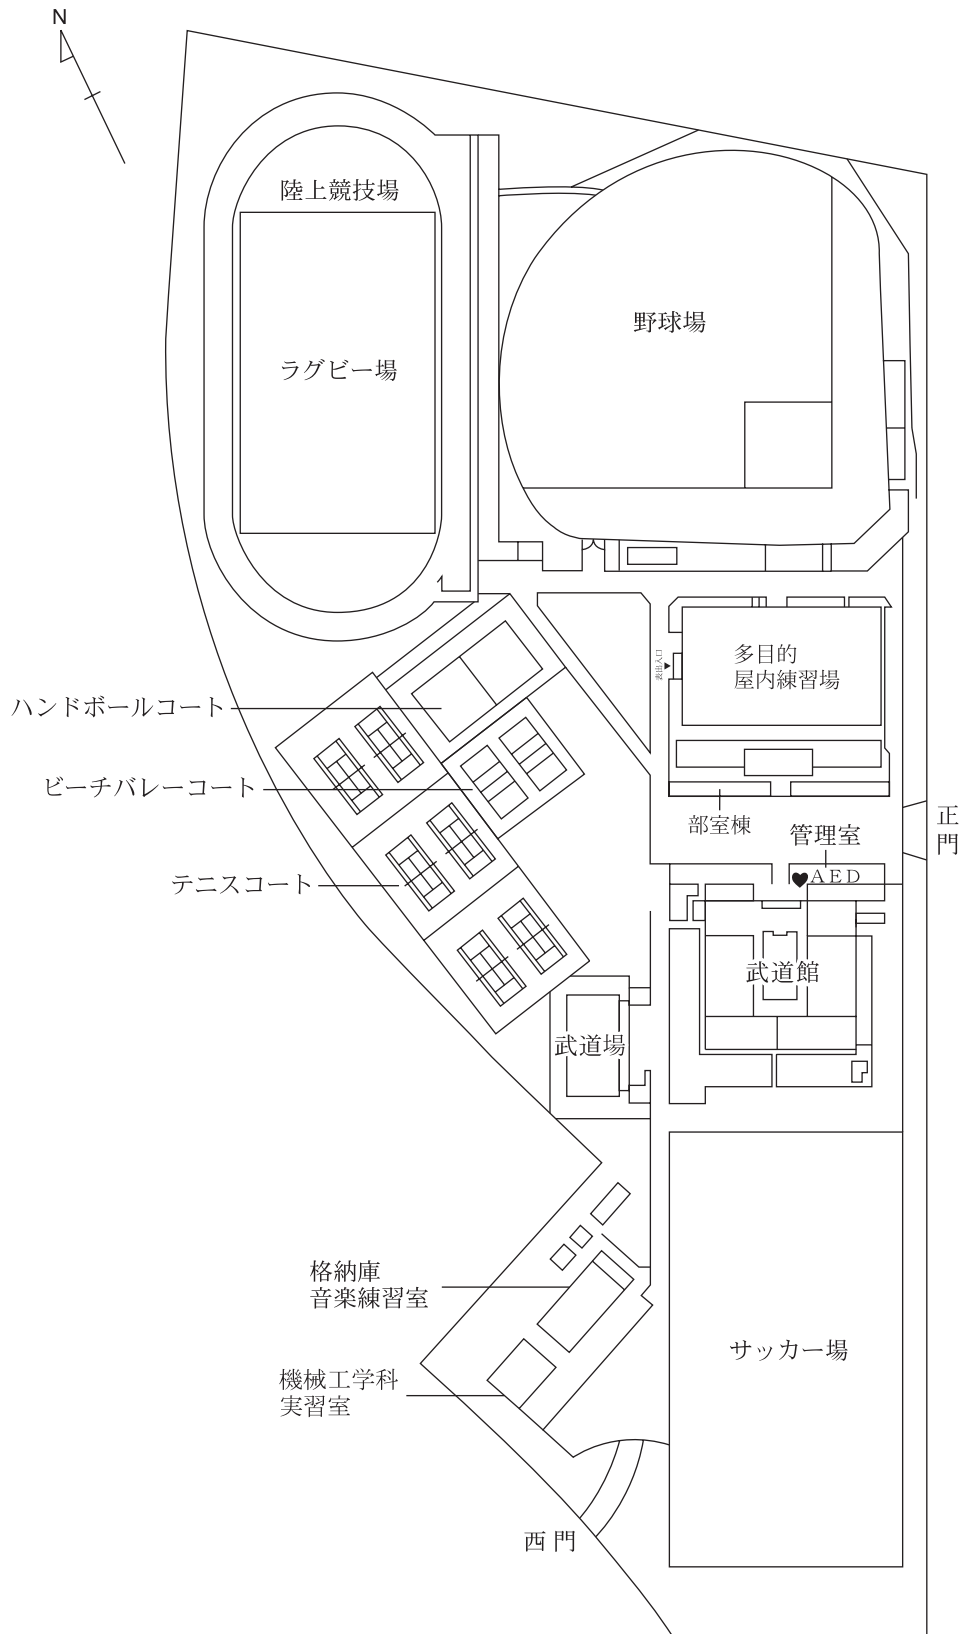 N
陸上競技場
野球場
ラグビー場
多目的
屋内練習場
ハンドボールコート
ビーチバレーコート
部室棟
管理室
正門
テニスコート
AED
武道館
武道場
格納庫
音楽練習室
サッカー場
機械工学科
実習室
西門